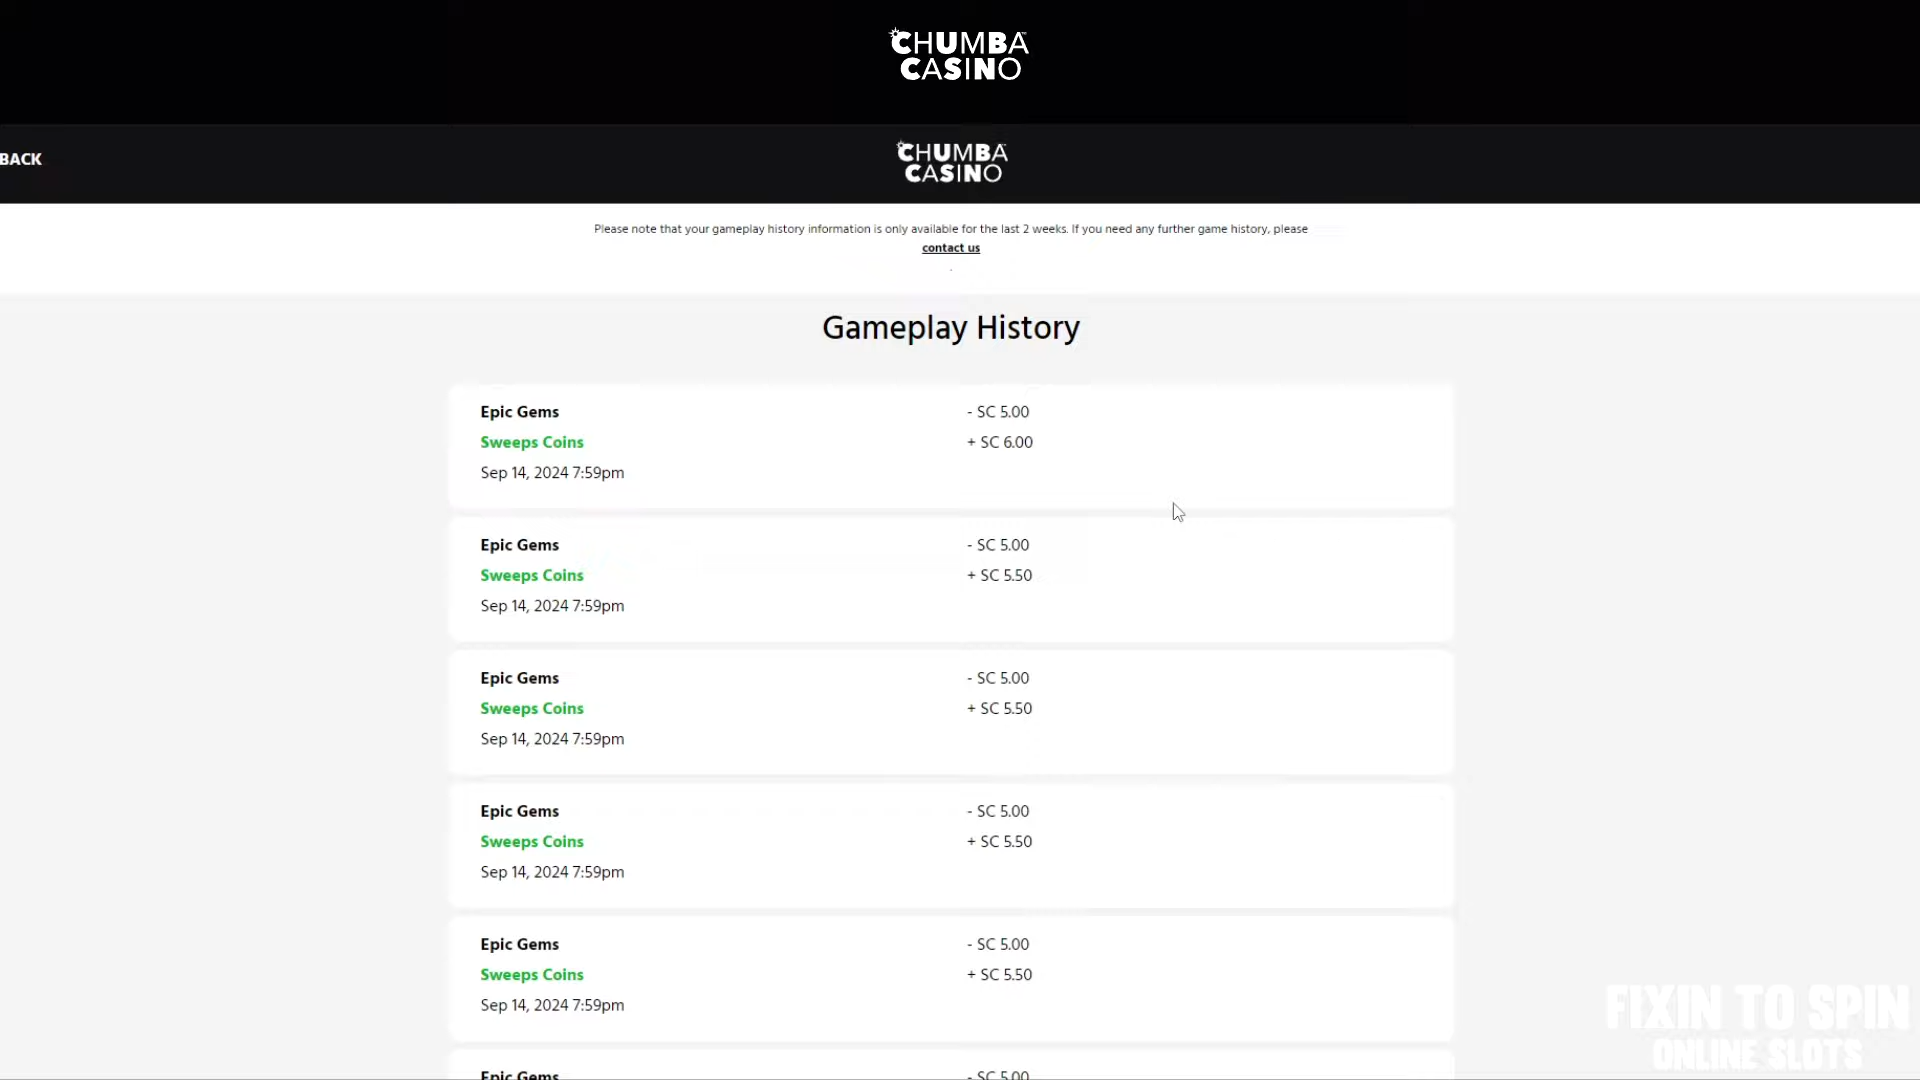 CHUMBA
CASINO
BACK
CHUMBA
CASINO
Please note that your gameplay history information is only available for the last 2 weeks. If you need any further game history, please
contact us
.
Gameplay History
Epic Gems
- SC 5.00
Sweeps Coins
+ SC 6.00
Sep 14, 2024 7:59pm
Epic Gems
- SC 5.00
Sweeps Coins
+ SC 5.50
Sep 14, 2024 7:59pm
Epic Gems
- SC 5.00
Sweeps Coins
+ SC 5.50
Sep 14, 2024 7:59pm
Epic Gems
- SC 5.00
Sweeps Coins
+ SC 5.50
Sep 14, 2024 7:59pm
Epic Gems
- SC 5.00
Sweeps Coins
+ SC 5.50
Sep 14, 2024 7:59pm
Epic Gems
- SC 5.00
FIXIN TO SPIN
ONLINE SLOTS